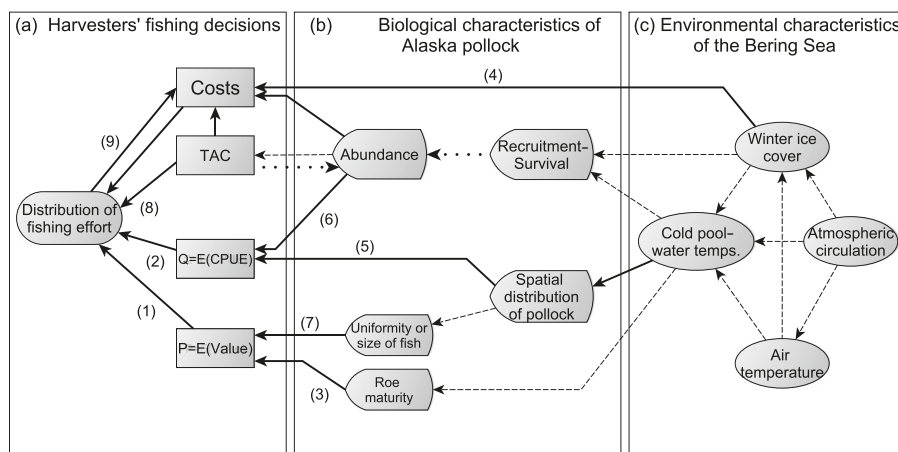 (a) Harvesters' fishing decisions
(b) Biological characteristics of
Alaska pollock
(c) Environmental characteristics
of the Bering Sea
(4)
Costs
(9)
TAC
Abundance
Recruitment–
Survival
Winter ice
cover
(8)
Distribution of
fishing effort
(6)
(2)
Q=E(CPUE)
(5)
Cold pool–
water temps.
Atmospheric
circulation
Spatial
distribution
of pollock
(1)
(7)
Uniformity or
size of fish
P=E(Value)
Air
temperature
(3)
Roe
maturity